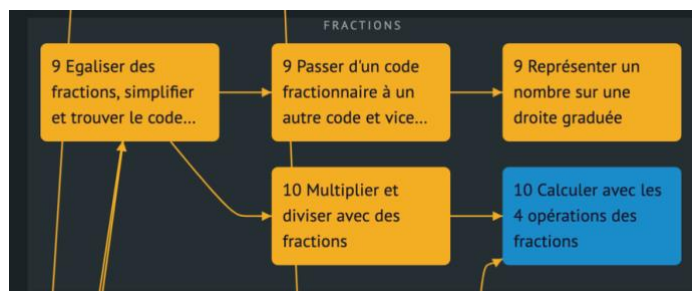 FRACTIONS
9 Egaliser des
fractions, simplifier
et trouver le code...
9 Passer d'un code
fractionnaire à un
autre code et vice...
9 Représenter un
nombre sur une
droite graduée
10 Multiplier et
diviser avec des
fractions
10 Calculer avec les
4 opérations des
fractions